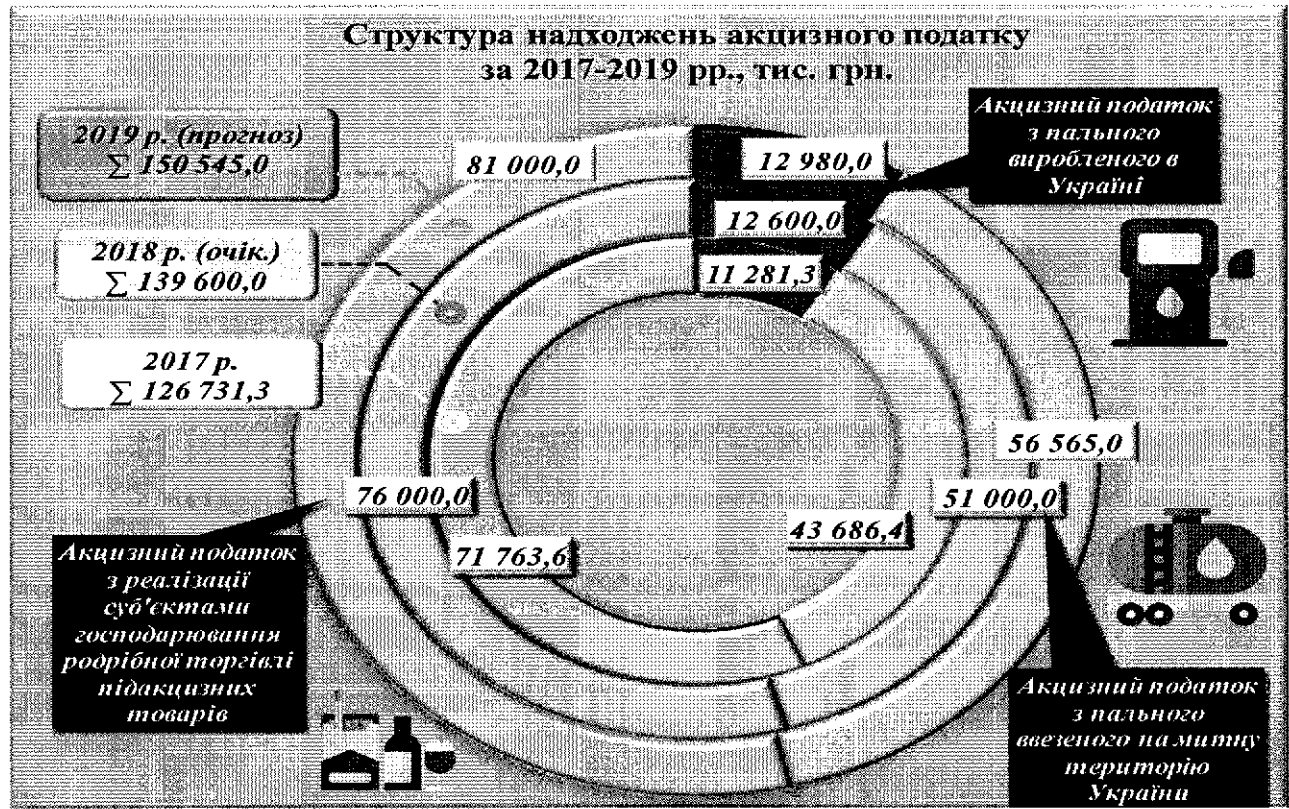 Структура надходжень акцизного податку
за 2017-2019 рр., тис. грн.
2019 р. (прогноз)
∑ 150 545,0
2018 р. (очік.)
∑ 139 600,0
2017 р.
∑ 126 731,3
81 000,0
12 980,0
12 600,0
11 281,3
Акцизний податок
з пального
виробленого в
Україні
56 565,0
51 000,0
43 686,4
76 000,0
71 763,6
Акцизний податок
з реалізації
суб'єктами
господарювання
родрібної торгівлі
підакцизних
товарів
Акцизний податок
з пального
ввезеного на митну
територію
України